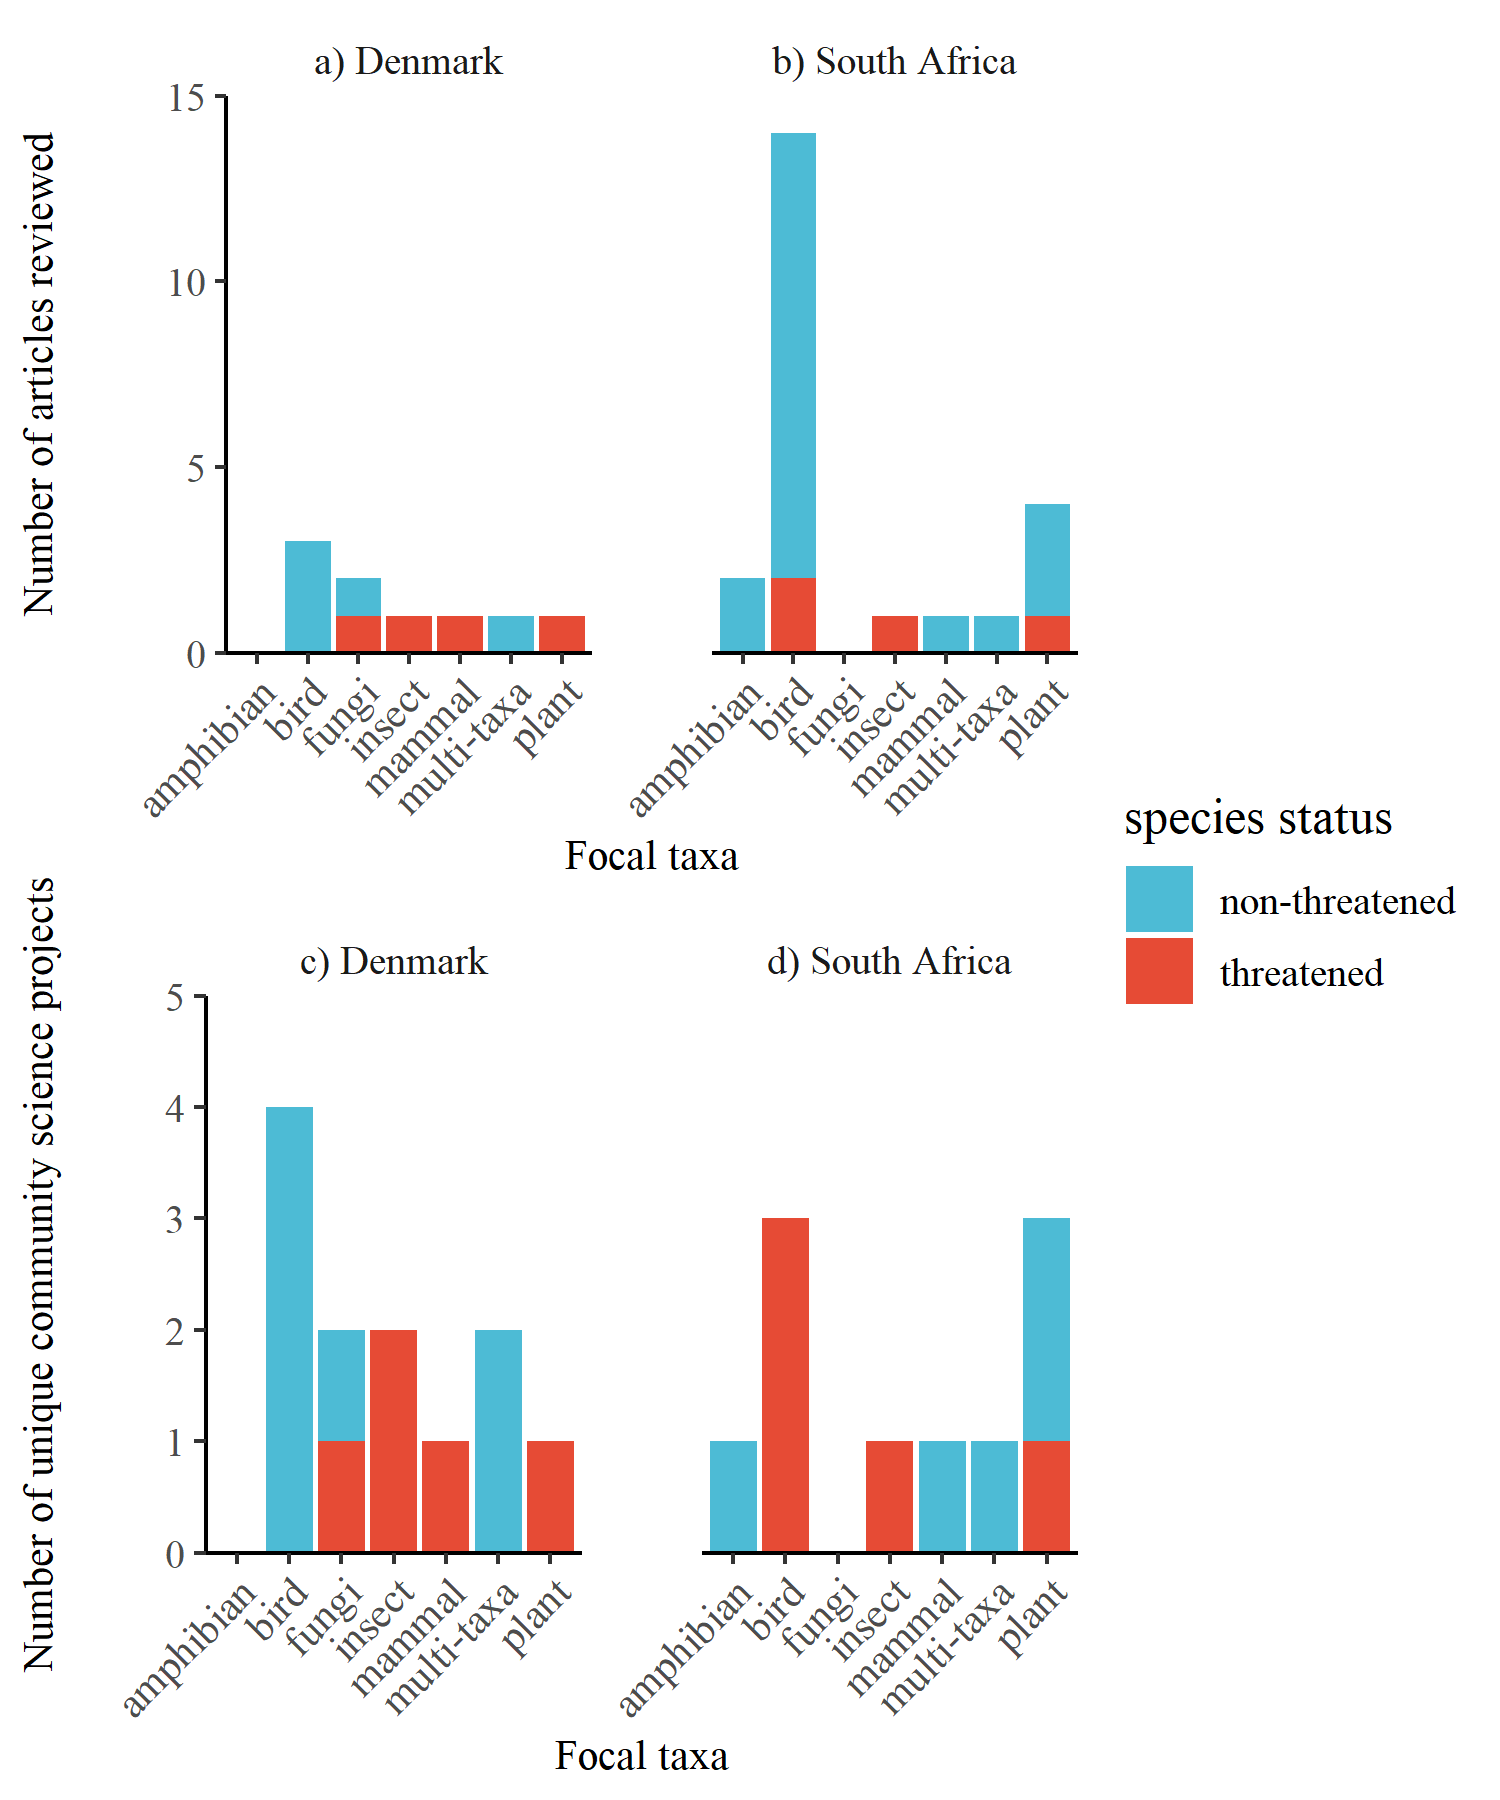 a) Denmark
b) South Africa
Number of articles reviewed
15
10
5
0
amphibian
bird
fungi
insect
mammal
multi-taxa
plant
amphibian
bird
fungi
insect
mammal
multi-taxa
plant
Focal taxa
species status
non-threatened
threatened
c) Denmark
d) South Africa
Number of unique community science projects
5
4
3
2
1
0
amphibian
bird
fungi
insect
mammal
multi-taxa
plant
amphibian
bird
fungi
insect
mammal
multi-taxa
plant
Focal taxa